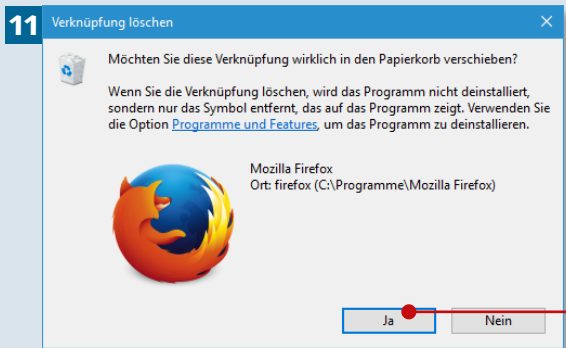 11
Verknüpfung löschen
Möchten Sie diese Verknüpfung wirklich in den Papierkorb verschieben?
Wenn Sie die Verknüpfung löschen, wird das Programm nicht deinstalliert,
sondern nur das Symbol entfernt, das auf das Programm zeigt. Verwenden Sie
die Option Programme und Features, um das Programm zu deinstallieren.
Mozilla Firefox
Ort: firefox (C:\Programme\Mozilla Firefox)
Ja
Nein